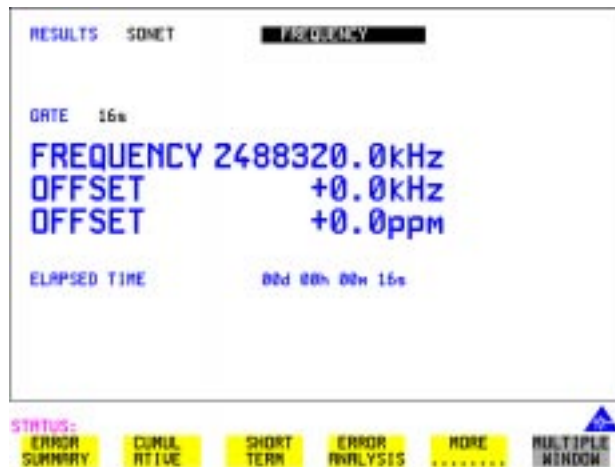 RESULTS SONET FREQUENCY
GATE 16s
FREQUENCY 2488320.0kHz
OFFSET +0.0kHz
OFFSET +0.0ppm
ELAPSED TIME 00d 00h 00m 16s
STATUS:
ERROR SUMMARY
CUMUL ATIVE
SHORT TERM
ERROR ANALYSIS
MORE ........
MULTIPLE WINDOW